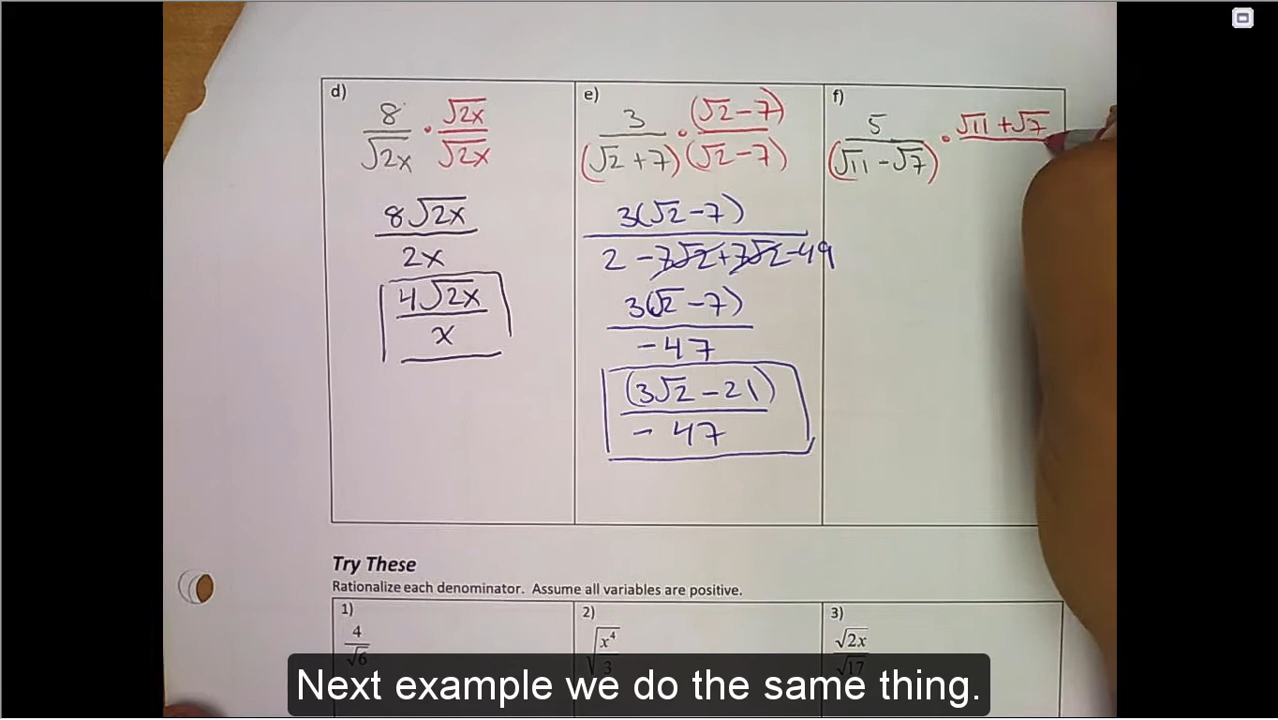 d)
8/√2x · √2x/√2x
8√2x/2x
4√2x/x
e)
3/(√2 + 7) · (√2 - 7)/(√2 - 7)
3(√2 - 7)/2 - 7√2 + 7√2 - 49
3(√2 - 7)/-47
(3√2 - 21)/-47
f)
5/(√11 - √7) · √11 + √7
Try These
Rationalize each denominator. Assume all variables are positive.
1)
4/√6
2)
√x⁴/3
3)
√2x/√17
Next example we do the same thing.